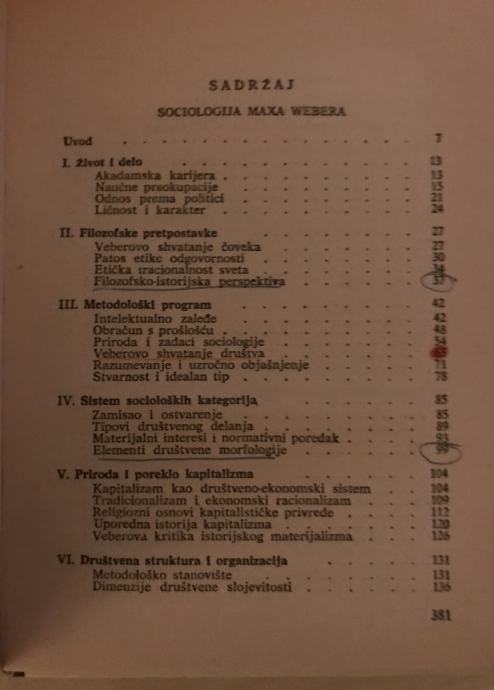 SADRŽAJ
SOCIOLOGIJA MAXA WEBERA
Uvod . . . . . . . . . . . 7
I. Život i delo . . . . . . . . . 13
Akadamska karijera . . . . . . . . 13
Naučne preokupacije . . . . . . . . 15
Odnos prema politici . . . . . . . . 21
Ličnost i karakter . . . . . . . . 24
II. Filozofske pretpostavke . . . . . . 27
Veberovo shvatanje čoveka . . . . . . 27
Patos etike odgovornosti . . . . . . 30
Etička iracionalnost sveta . . . . . . 34
Filozofsko-istorijska perspektiva . . . . . 37
III. Metodološki program . . . . . . . 42
Intelektualno zaleđe . . . . . . . 42
Obračun s prošlošću . . . . . . . . 48
Priroda i zadaci sociologije . . . . . . 54
Veberovo shvatanje društva . . . . . .
Razumevanje i uzročno objašnjenje . . . . 71
Stvarnost i idealan tip . . . . . . . 78
IV. Sistem socioloških kategorija . . . . . 85
Zamisao i ostvarenje . . . . . . . 85
Tipovi društvenog delanja . . . . . . 89
Materijalni interesi i normativni poredak . . . . 93
Elementi društvene morfologije . . . . . 99
V. Priroda i poreklo kapitalizma . . . . . 104
Kapitalizam kao društveno-ekonomski sistem . . . 104
Tradicionalizam i ekonomski racionalizam . . . . 109
Religiozni osnovi kapitalističke privrede . . . . 112
Uporedna istorija kapitalizma . . . . . . 120
Veberova kritika istorijskog materijalizma . . . . 126
VI. Društvena struktura i organizacija . . . . 131
Metodološko stanovište . . . . . . . 131
Dimenzije društvene slojevitosti . . . . . 136
381